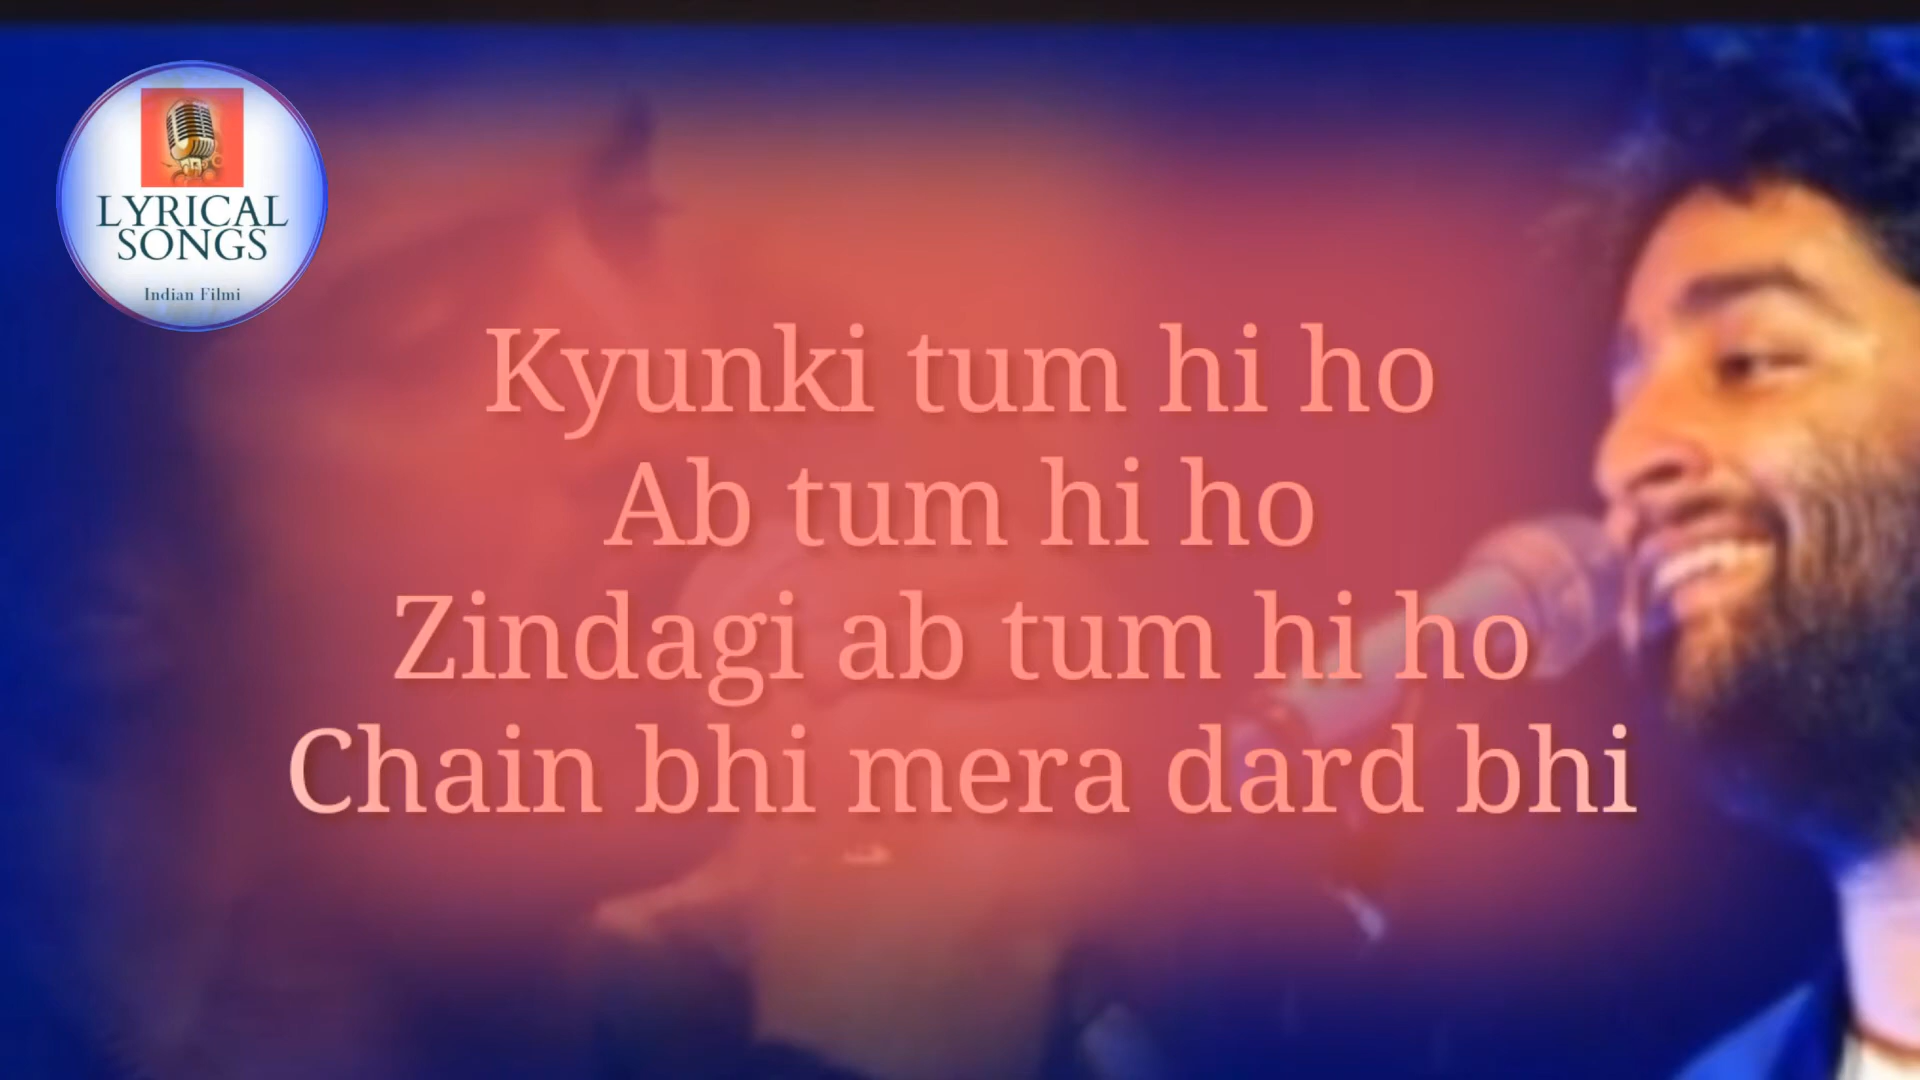 LYRICAL
SONGS
Indian Filmi
Kyunki tum hi ho
Ab tum hi ho
Zindagi ab tum hi ho
Chain bhi mera dard bhi